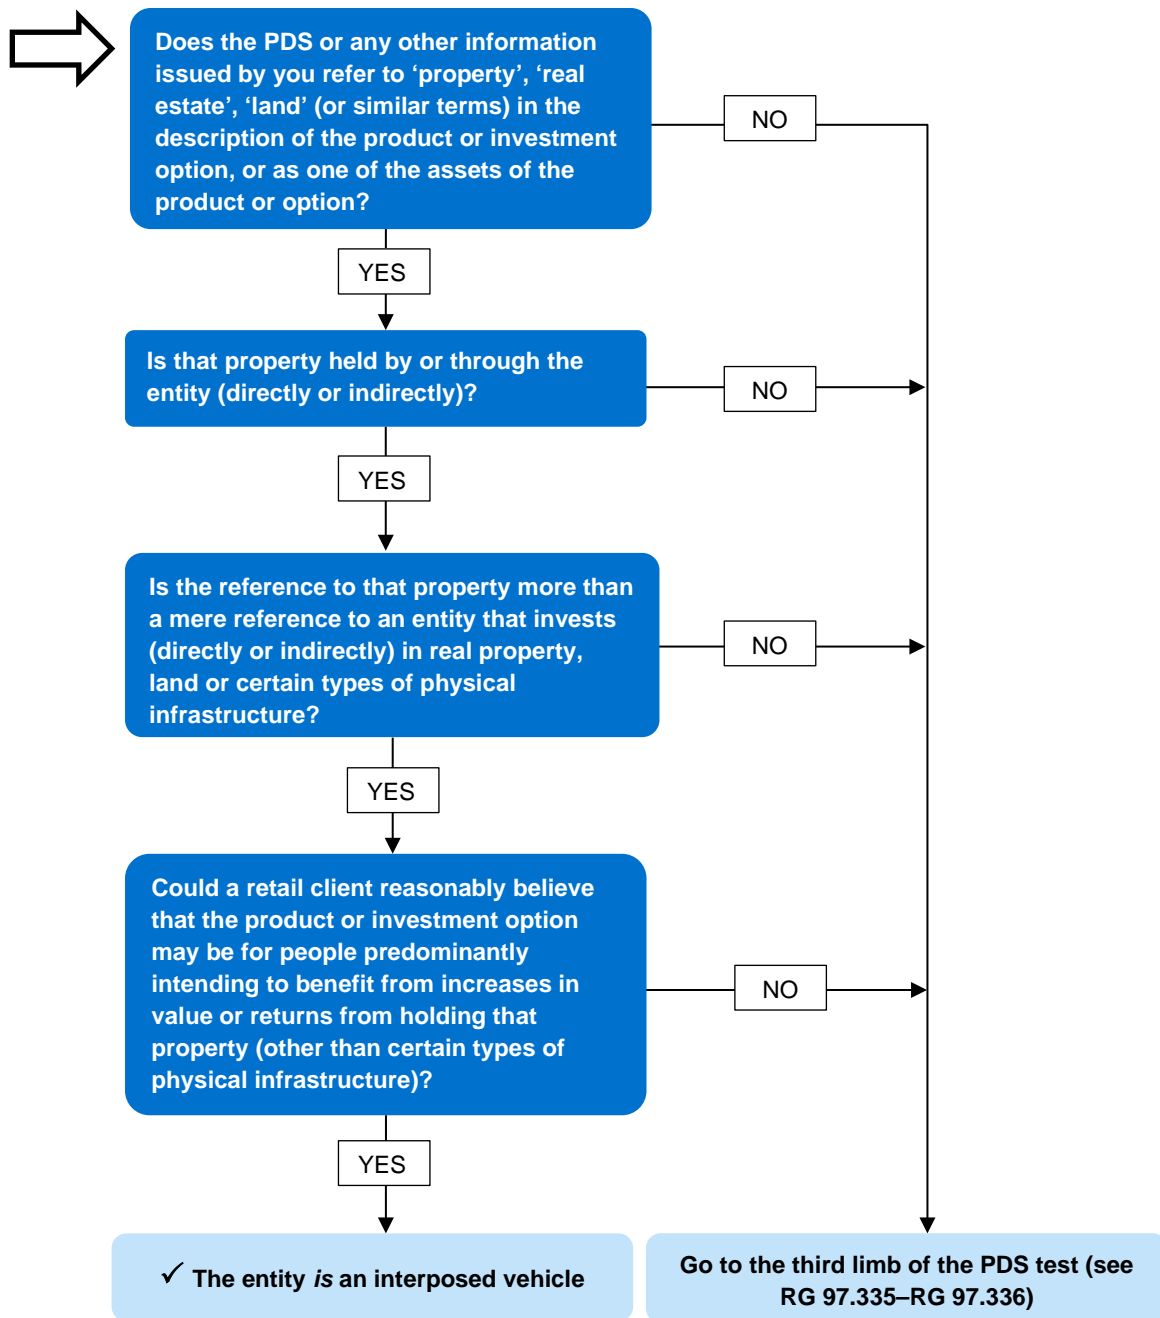 Does the PDS or any other information
issued by you refer to ‘property’, ‘real
estate’, ‘land’ (or similar terms) in the
description of the product or investment
option, or as one of the assets of the
product or option?
NO
YES
Is that property held by or through the
entity (directly or indirectly)?
NO
YES
Is the reference to that property more than
a mere reference to an entity that invests
(directly or indirectly) in real property,
land or certain types of physical
infrastructure?
NO
YES
Could a retail client reasonably believe
that the product or investment option
may be for people predominantly
intending to benefit from increases in
value or returns from holding that
property (other than certain types of
physical infrastructure)?
NO
YES
✓ The entity is an interposed vehicle
Go to the third limb of the PDS test (see
RG 97.335–RG 97.336)